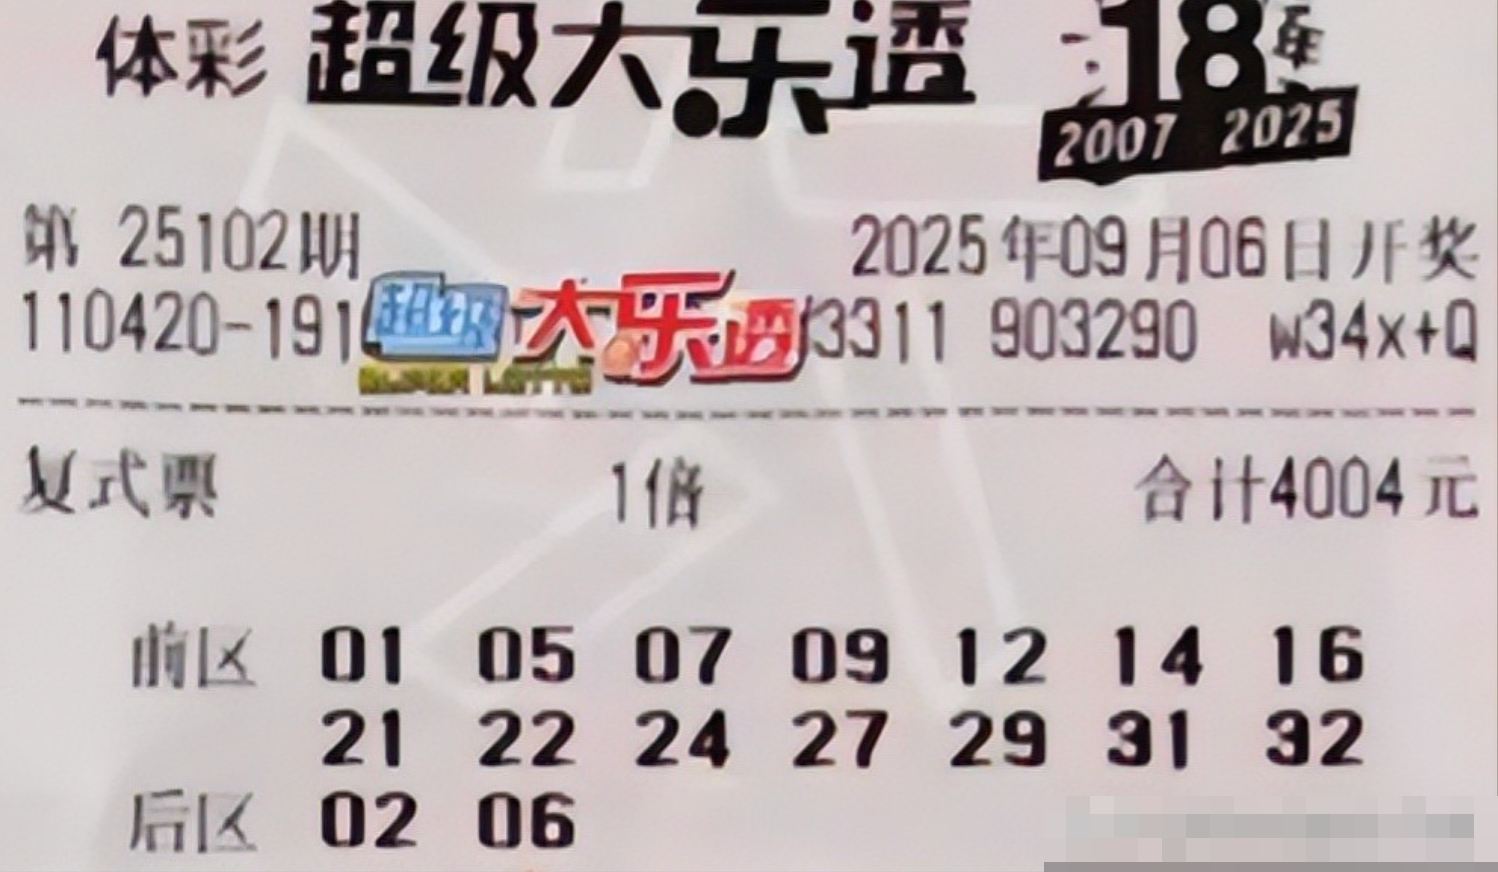 体彩 超级大乐透 18年
2007 2025
第 25102期 2025年09月06日开奖
110420-191 超级大乐透 3311 903290 w34x+Q
复式票 1倍 合计4004元
前区 01 05 07 09 12 14 16
21 22 24 27 29 31 32
后区 02 06